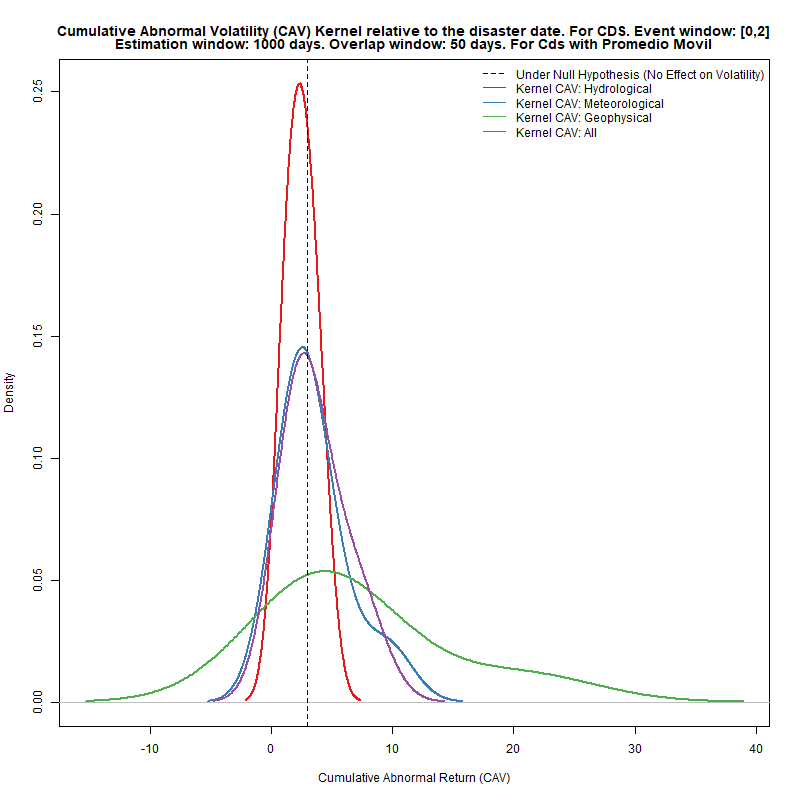 Cumulative Abnormal Volatility (CAV) Kernel relative to the disaster date. For CDS. Event window: [0,2]
Estimation window: 1000 days. Overlap window: 50 days. For Cds with Promedio Movil
Under Null Hypothesis (No Effect on Volatility)
Kernel CAV: Hydrological
Kernel CAV: Meteorological
Kernel CAV: Geophysical
Kernel CAV: All
Density
0.25
0.20
0.15
0.10
0.05
0.00
-10 0 10 20 30 40
Cumulative Abnormal Return (CAV)